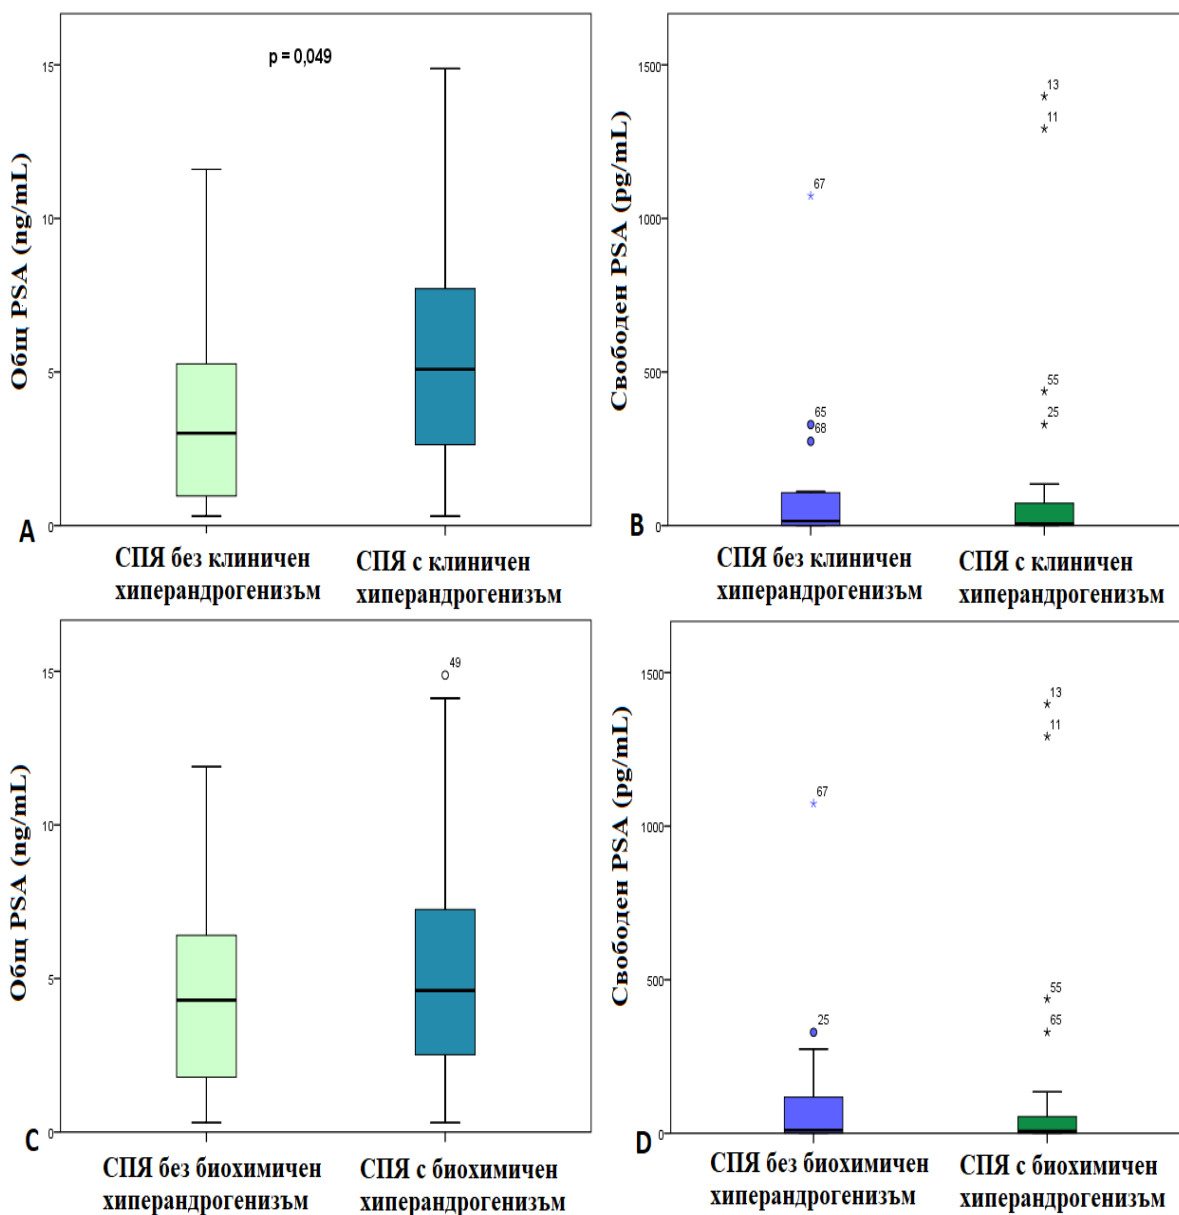 p = 0,049
15
10
5
0
Общ PSA (ng/mL)
A
СПЯ без клиничен
хиперандрогенизъм
СПЯ с клиничен
хиперандрогенизъм
1500
1000
500
0
Свободен PSA (pg/mL)
67
65
68
13
11
55
25
B
СПЯ без клиничен
хиперандрогенизъм
СПЯ с клиничен
хиперандрогенизъм
15
10
5
0
Общ PSA (ng/mL)
49
C
СПЯ без биохимичен
хиперандрогенизъм
СПЯ с биохимичен
хиперандрогенизъм
1500
1000
500
0
Свободен PSA (pg/mL)
67
25
13
11
55
65
D
СПЯ без биохимичен
хиперандрогенизъм
СПЯ с биохимичен
хиперандрогенизъм